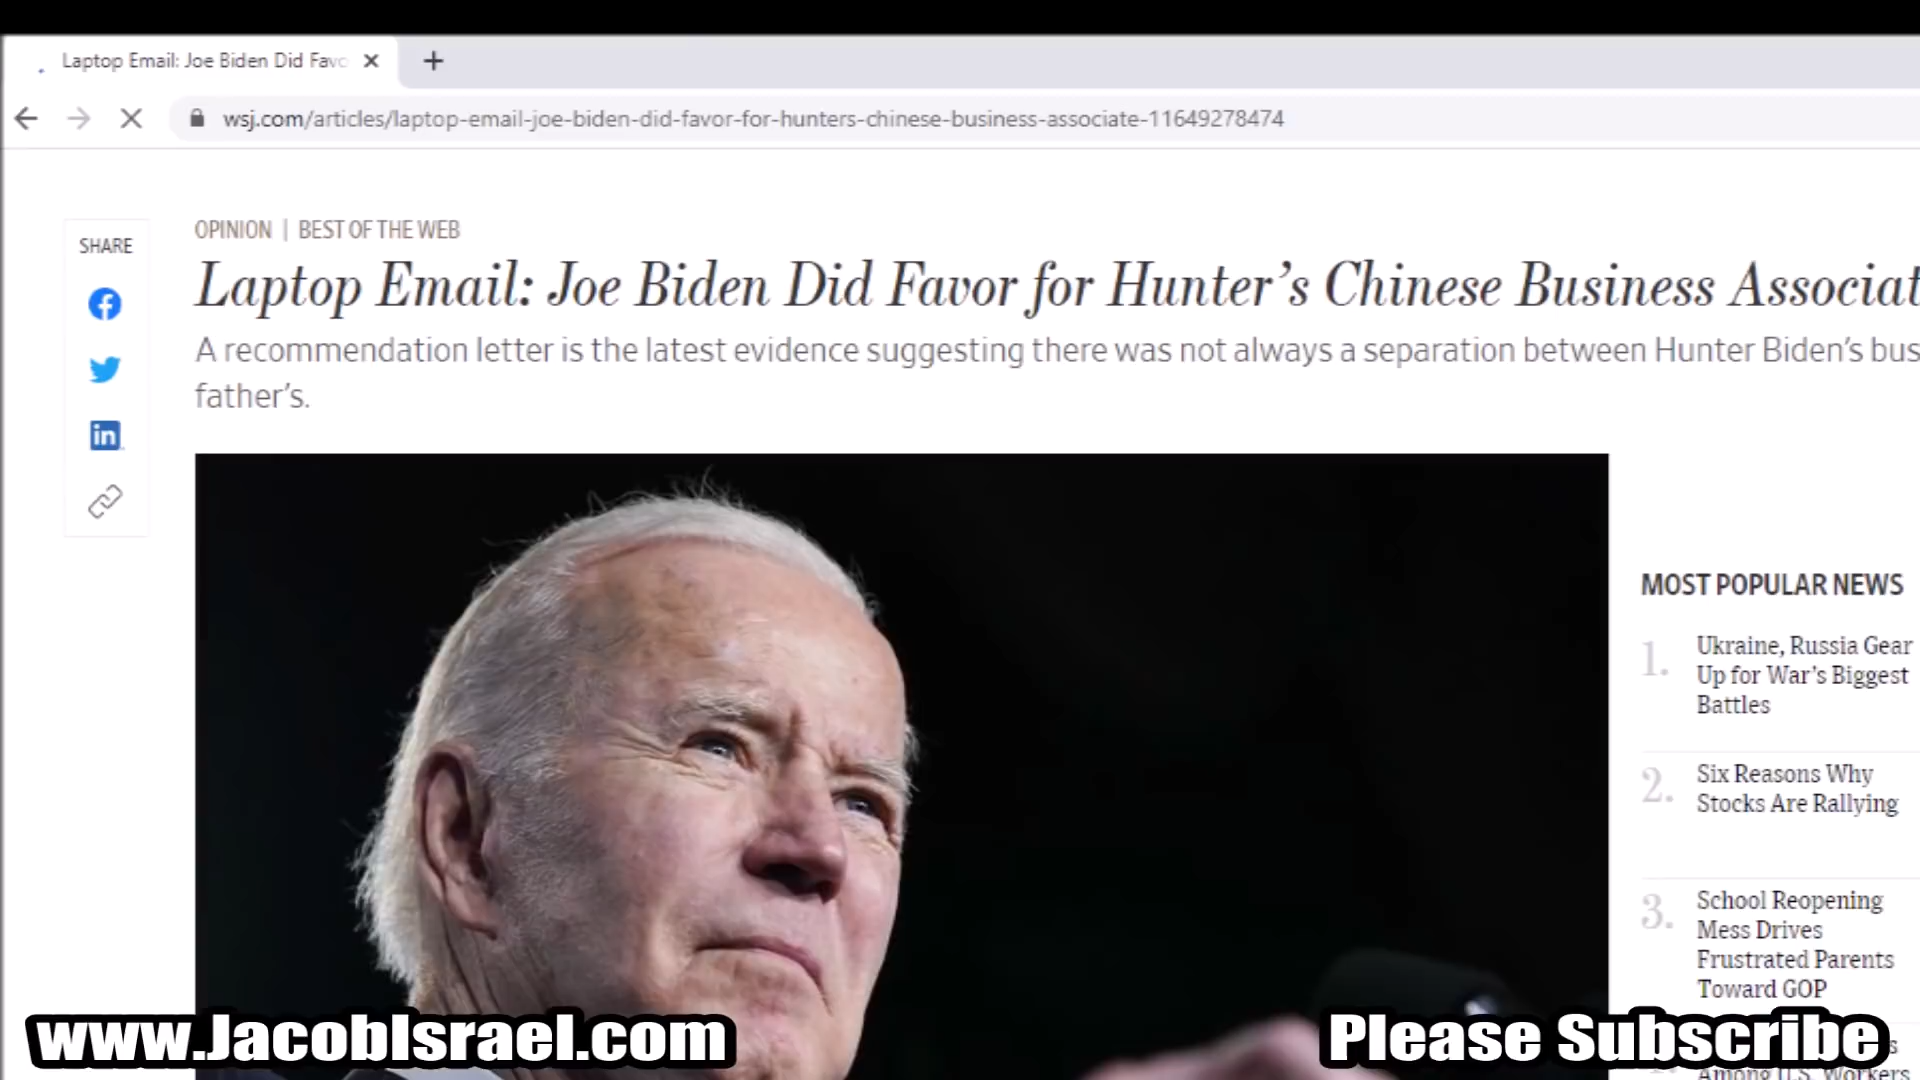 Laptop Email: Joe Biden Did Favo
wsj.com/articles/laptop-email-joe-biden-did-favor-for-hunters-chinese-business-associate-11649278474
OPINION | BEST OF THE WEB
SHARE
Laptop Email: Joe Biden Did Favor for Hunter's Chinese Business Associat
A recommendation letter is the latest evidence suggesting there was not always a separation between Hunter Biden's bus
father's.
MOST POPULAR NEWS
1.
Ukraine, Russia Gear
Up for War's Biggest
Battles
2.
Six Reasons Why
Stocks Are Rallying
3.
School Reopening
Mess Drives
Frustrated Parents
Toward GOP
Among U.S. Workers
www.JacobIsrael.com
Please Subscribe